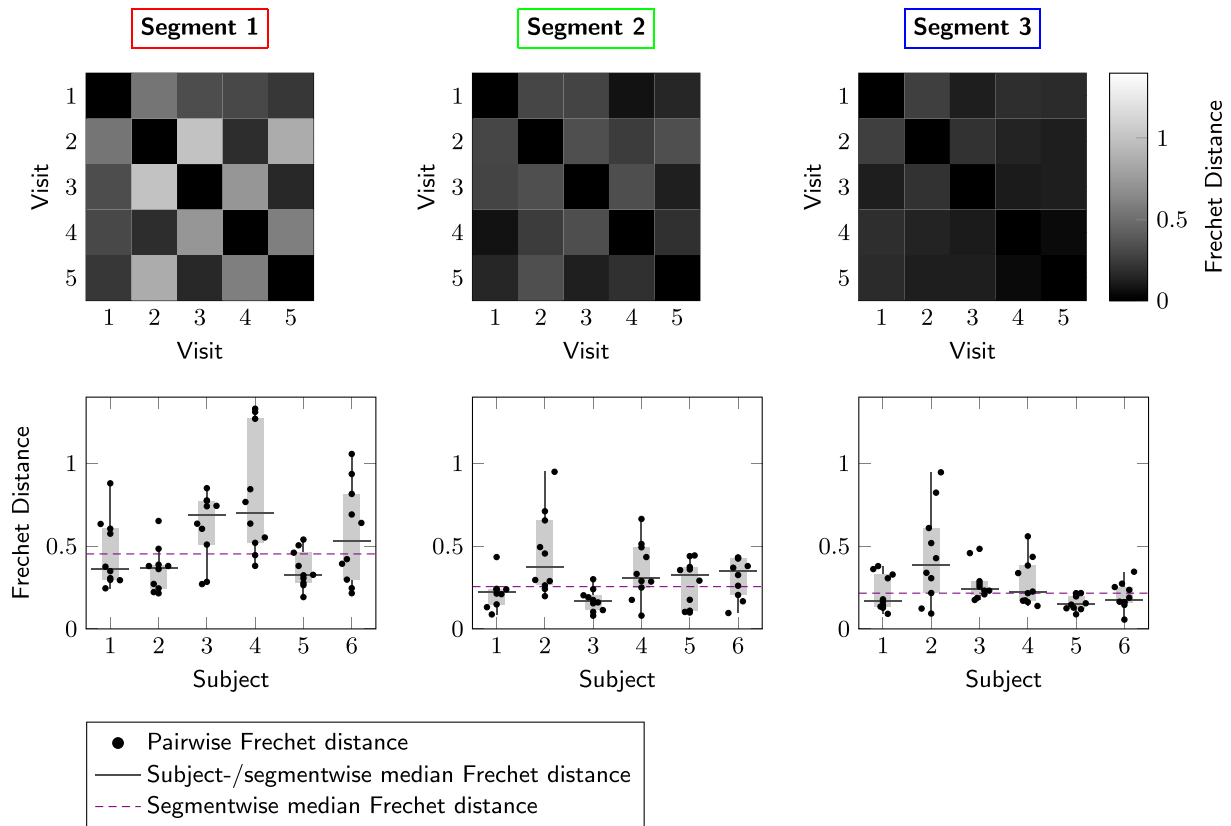 Segment 1 Segment 2 Segment 3
1 1 1
2 2 2 1
3 3 3
4 4 4 0.5
5 5 5 0
Visit Visit Visit Frechet Distance
1 2 3 4 5 1 2 3 4 5 1 2 3 4 5
Visit Visit Visit
1 1 1
0.5 0.5 0.5
0 0 0
Frechet Distance
1 2 3 4 5 6 1 2 3 4 5 6 1 2 3 4 5 6
Subject Subject Subject
Pairwise Frechet distance
Subject-/segmentwise median Frechet distance
Segmentwise median Frechet distance